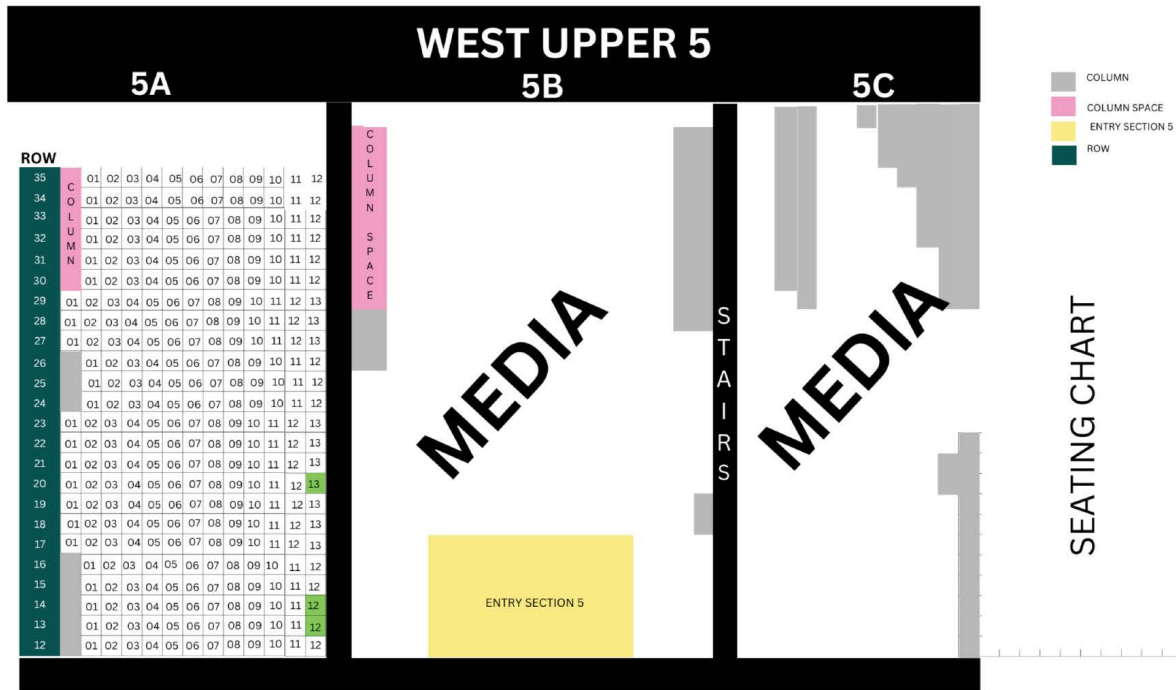 WEST UPPER 5
5A 5B 5C
COLUMN
COLUMN SPACE
ENTRY SECTION 5
ROW
ROW
35 01 02 03 04 05 06 07 08 09 10 11 12
34 01 02 03 04 05 06 07 08 09 10 11 12
33 01 02 03 04 05 06 07 08 09 10 11 12
32 01 02 03 04 05 06 07 08 09 10 11 12
31 01 02 03 04 05 06 07 08 09 10 11 12
30 01 02 03 04 05 06 07 08 09 10 11 12
29 01 02 03 04 05 06 07 08 09 10 11 12 13
28 01 02 03 04 05 06 07 08 09 10 11 12 13
27 01 02 03 04 05 06 07 08 09 10 11 12 13
26 01 02 03 04 05 06 07 08 09 10 11 12
25 01 02 03 04 05 06 07 08 09 10 11 12
24 01 02 03 04 05 06 07 08 09 10 11 12
23 01 02 03 04 05 06 07 08 09 10 11 12 13
22 01 02 03 04 05 06 07 08 09 10 11 12 13
21 01 02 03 04 05 06 07 08 09 10 11 12 13
20 01 02 03 04 05 06 07 08 09 10 11 12 13
19 01 02 03 04 05 06 07 08 09 10 11 12 13
18 01 02 03 04 05 06 07 08 09 10 11 12 13
17 01 02 03 04 05 06 07 08 09 10 11 12 13
16 01 02 03 04 05 06 07 08 09 10 11 12
15 01 02 03 04 05 06 07 08 09 10 11 12
14 01 02 03 04 05 06 07 08 09 10 11 12
13 01 02 03 04 05 06 07 08 09 10 11 12
12 01 02 03 04 05 06 07 08 09 10 11 12
COLUMN
COLUMN SPACE
MEDIA
ENTRY SECTION 5
STAIRS
MEDIA
SEATING CHART